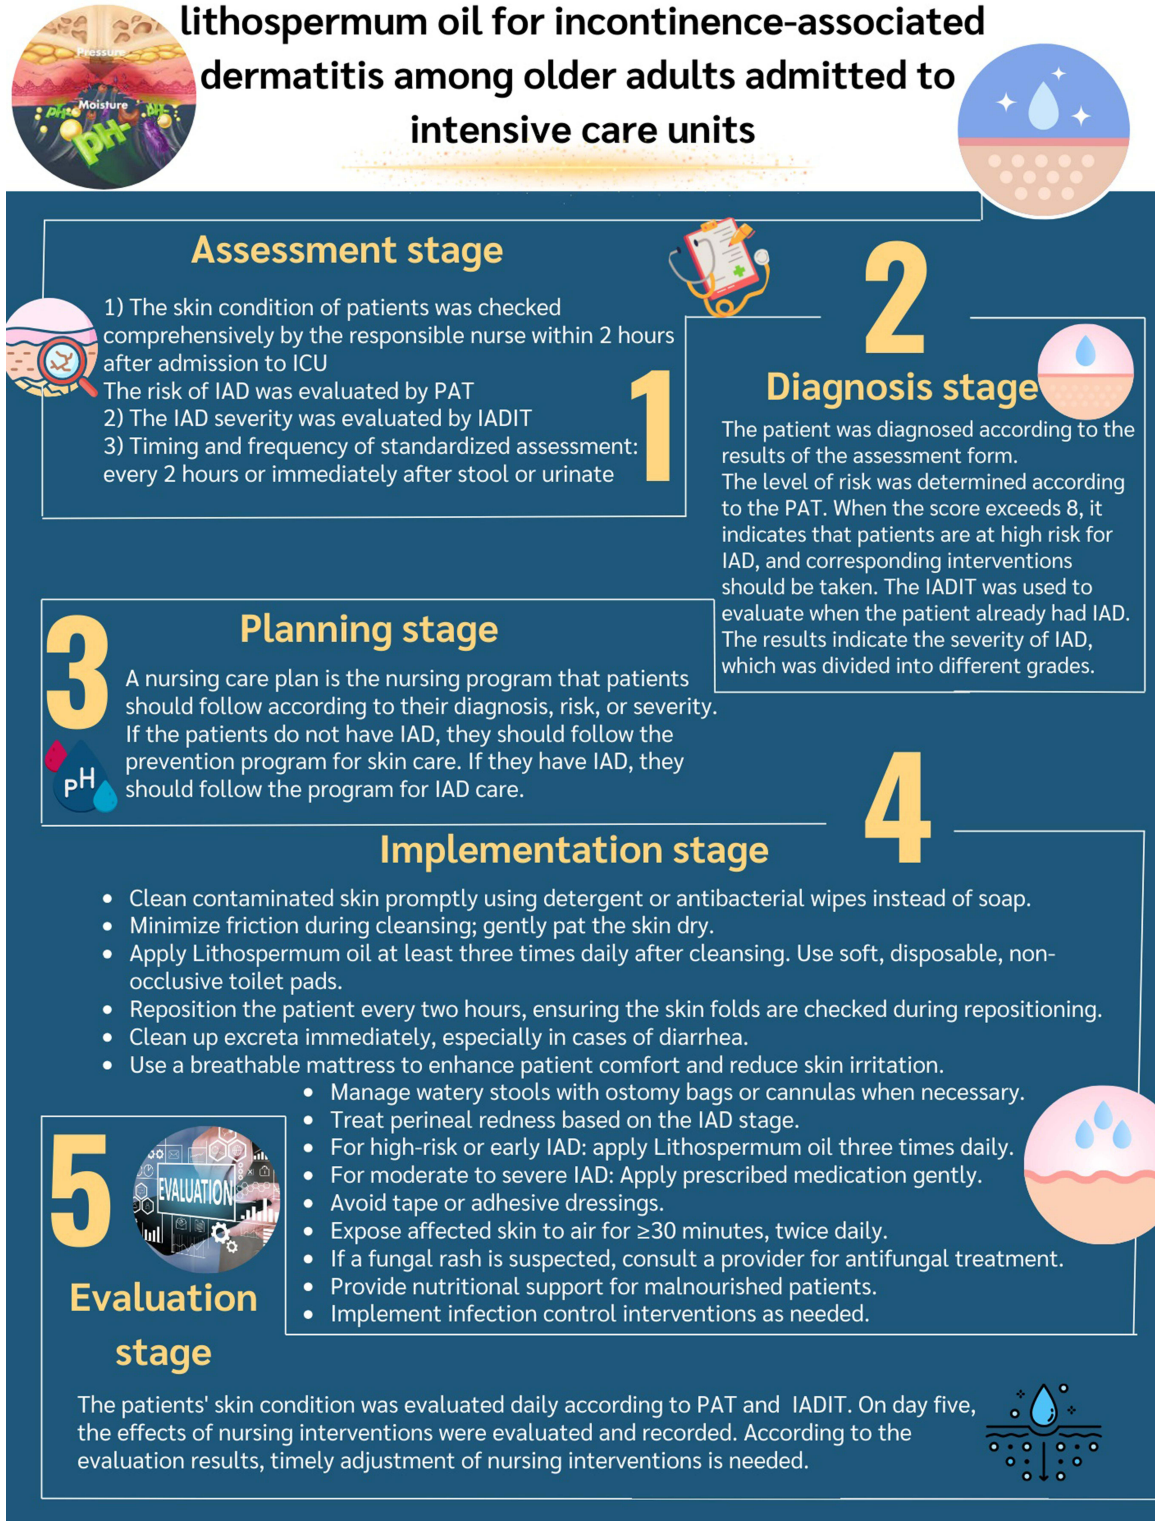 lithospermum oil for incontinence-associated
dermatitis among older adults admitted to
intensive care units
Pressure
Moisture
pH-
Assessment stage
1) The skin condition of patients was checked
comprehensively by the responsible nurse within 2 hours
after admission to ICU
The risk of IAD was evaluated by PAT
2) The IAD severity was evaluated by IADIT
3) Timing and frequency of standardized assessment:
every 2 hours or immediately after stool or urinate
1
2
Diagnosis stage
The patient was diagnosed according to the
results of the assessment form.
The level of risk was determined according
to the PAT. When the score exceeds 8, it
indicates that patients are at high risk for
IAD, and corresponding interventions
should be taken. The IADIT was used to
evaluate when the patient already had IAD.
The results indicate the severity of IAD,
which was divided into different grades.
3
Planning stage
A nursing care plan is the nursing program that patients
should follow according to their diagnosis, risk, or severity.
If the patients do not have IAD, they should follow the
prevention program for skin care. If they have IAD, they
should follow the program for IAD care.
pH
4
Implementation stage
• Clean contaminated skin promptly using detergent or antibacterial wipes instead of soap.
• Minimize friction during cleansing; gently pat the skin dry.
• Apply Lithospermum oil at least three times daily after cleansing. Use soft, disposable, non-
occlusive toilet pads.
• Reposition the patient every two hours, ensuring the skin folds are checked during repositioning.
• Clean up excreta immediately, especially in cases of diarrhea.
• Use a breathable mattress to enhance patient comfort and reduce skin irritation.
• Manage watery stools with ostomy bags or cannulas when necessary.
• Treat perineal redness based on the IAD stage.
• For high-risk or early IAD: apply Lithospermum oil three times daily.
• For moderate to severe IAD: Apply prescribed medication gently.
• Avoid tape or adhesive dressings.
• Expose affected skin to air for ≥30 minutes, twice daily.
• If a fungal rash is suspected, consult a provider for antifungal treatment.
• Provide nutritional support for malnourished patients.
• Implement infection control interventions as needed.
5
EVALUATION
Evaluation
stage
The patients' skin condition was evaluated daily according to PAT and IADIT. On day five,
the effects of nursing interventions were evaluated and recorded. According to the
evaluation results, timely adjustment of nursing interventions is needed.